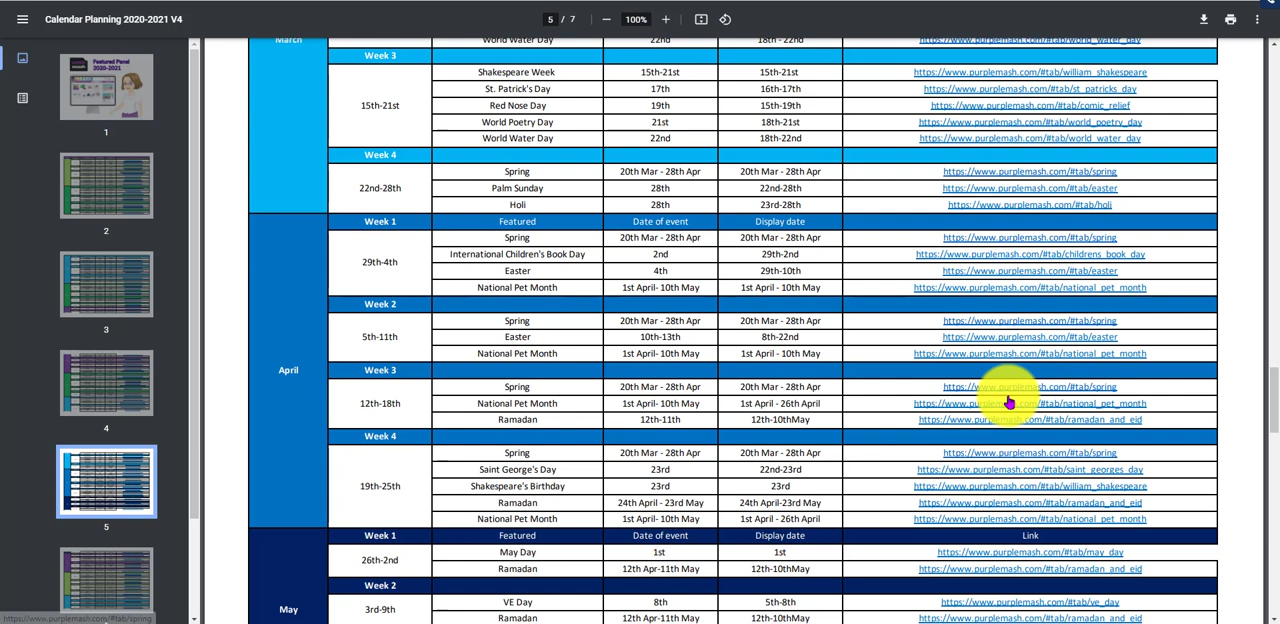 Calendar Planning 2020-2021 V4
5 / 7
100%
Featured Panel
2020-2021
1
2
3
4
5
March
World Water Day 22nd 18th - 22nd https://www.purplemash.com/#tab/world_water_day
Week 3
15th-21st
Shakespeare Week 15th-21st 15th-21st https://www.purplemash.com/#tab/william_shakespeare
St. Patrick's Day 17th 16th-17th https://www.purplemash.com/#tab/st_patricks_day
Red Nose Day 19th 15th-19th https://www.purplemash.com/#tab/comic_relief
World Poetry Day 21st 18th-21st https://www.purplemash.com/#tab/world_poetry_day
World Water Day 22nd 18th-22nd https://www.purplemash.com/#tab/world_water_day
Week 4
22nd-28th
Spring 20th Mar - 28th Apr 20th Mar - 28th Apr https://www.purplemash.com/#tab/spring
Palm Sunday 28th 22nd-28th https://www.purplemash.com/#tab/easter
Holi 28th 23rd-28th https://www.purplemash.com/#tab/holi
April
Week 1 Featured Date of event Display date
29th-4th
Spring 20th Mar - 28th Apr 20th Mar - 28th Apr https://www.purplemash.com/#tab/spring
International Children's Book Day 2nd 29th-2nd https://www.purplemash.com/#tab/childrens_book_day
Easter 4th 29th-10th https://www.purplemash.com/#tab/easter
National Pet Month 1st April- 10th May 1st April - 10th May https://www.purplemash.com/#tab/national_pet_month
Week 2
5th-11th
Spring 20th Mar - 28th Apr 20th Mar - 28th Apr https://www.purplemash.com/#tab/spring
Easter 10th-13th 8th-22nd https://www.purplemash.com/#tab/easter
National Pet Month 1st April- 10th May 1st April - 10th May https://www.purplemash.com/#tab/national_pet_month
Week 3
12th-18th
Spring 20th Mar - 28th Apr 20th Mar - 28th Apr https://www.purplemash.com/#tab/spring
National Pet Month 1st April- 10th May 1st April - 26th April https://www.purplemash.com/#tab/national_pet_month
Ramadan 12th-11th 12th-10thMay https://www.purplemash.com/#tab/ramadan_and_eid
Week 4
19th-25th
Spring 20th Mar - 28th Apr 20th Mar - 28th Apr https://www.purplemash.com/#tab/spring
Saint George's Day 23rd 22nd-23rd https://www.purplemash.com/#tab/saint_georges_day
Shakespeare's Birthday 23rd 23rd https://www.purplemash.com/#tab/william_shakespeare
Ramadan 24th April - 23rd May 24th April-23rd May https://www.purplemash.com/#tab/ramadan_and_eid
National Pet Month 1st April- 10th May 1st April - 26th April https://www.purplemash.com/#tab/national_pet_month
May
Week 1 Featured Date of event Display date Link
26th-2nd
May Day 1st 1st https://www.purplemash.com/#tab/may_day
Ramadan 12th Apr-11th May 12th-10thMay https://www.purplemash.com/#tab/ramadan_and_eid
Week 2
3rd-9th
VE Day 8th 5th-8th https://www.purplemash.com/#tab/ve_day
Ramadan 12th Apr-11th May 12th-10thMay https://www.purplemash.com/#tab/ramadan_and_eid
https://www.purplemash.com/#tab/spring